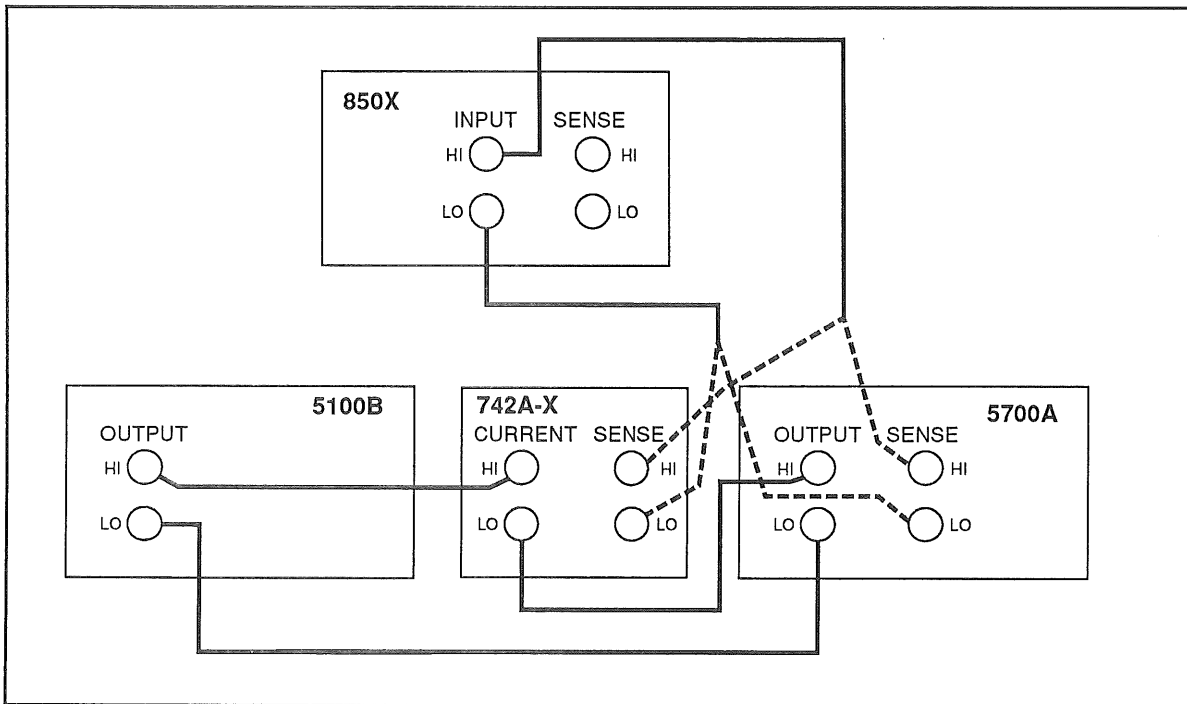 850X
INPUT SENSE
HI HI
LO LO
5100B
OUTPUT
HI
LO
742A-X
CURRENT SENSE
HI HI
LO LO
5700A
OUTPUT SENSE
HI HI
LO LO